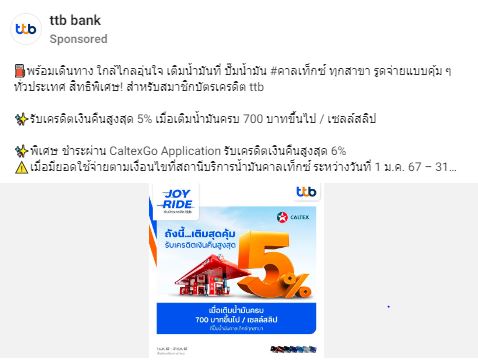 ttb bank
Sponsored
⛽พร้อมเดินทาง ใกล้ไกลอุ่นใจ เติมน้ำมันที่ ปั๊มน้ำมัน #คาลเท็กซ์ ทุกสาขา รูดจ่ายแบบคุ้ม ๆ
ทั่วประเทศ สิทธิพิเศษ! สำหรับสมาชิกบัตรเครดิต ttb
✨รับเครดิตเงินคืนสูงสุด 5% เมื่อเติมน้ำมันครบ 700 บาทขึ้นไป / เซลล์สลิป
✨พิเศษ ชำระผ่าน CaltexGo Application รับเครดิตเงินคืนสูงสุด 6%
⚠️เมื่อมียอดใช้จ่ายตามเงื่อนไขที่สถานีบริการน้ำมันคาลเท็กซ์ ระหว่างวันที่ 1 ม.ค. 67 – 31...
JOY
RIDE
ttb
CALTEX
ถังนี้...เติมสุดคุ้ม
รับเครดิตเงินคืนสูงสุด
5%
เมื่อเติมน้ำมันครบ
700 บาทขึ้นไป / เซลล์สลิป